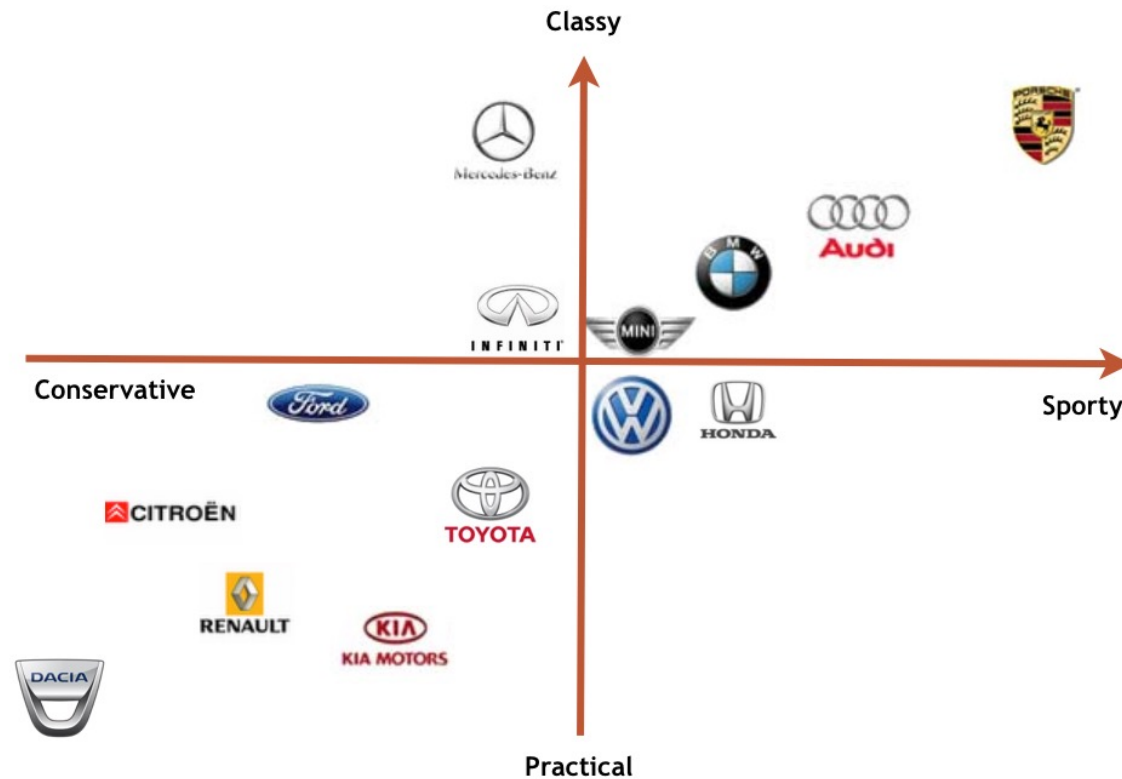 Classy
PORSCHE
Mercedes-Benz
Audi
BMW
MINI
INFINITI
Conservative
Sporty
Ford
HONDA
CITROËN
TOYOTA
RENAULT
KIA
KIA MOTORS
DACIA
Practical